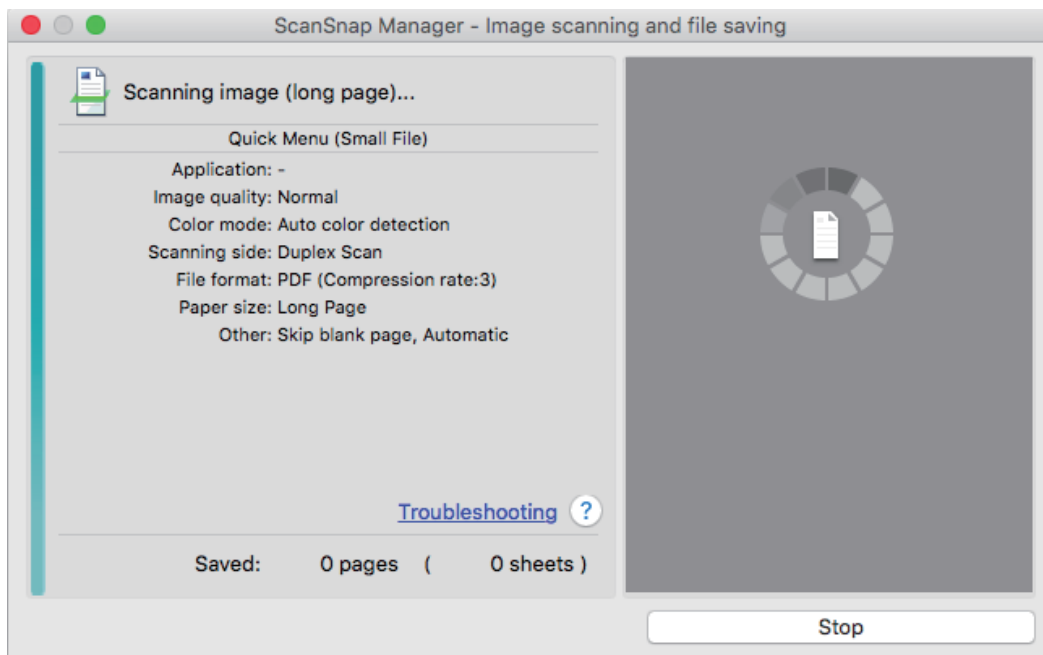 ScanSnap Manager - Image scanning and file saving
Scanning image (long page)...
Quick Menu (Small File)
Application: -
Image quality: Normal
Color mode: Auto color detection
Scanning side: Duplex Scan
File format: PDF (Compression rate:3)
Paper size: Long Page
Other: Skip blank page, Automatic
Troubleshooting ?
Saved: 0 pages ( 0 sheets )
Stop